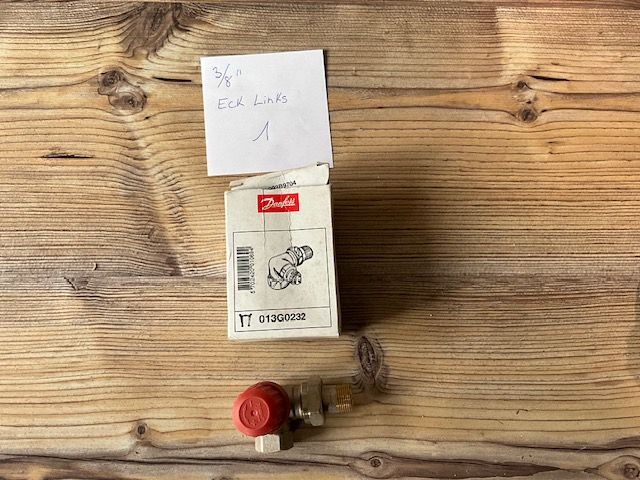 3/8"
Eck Links
1
Danfoss
013G0232